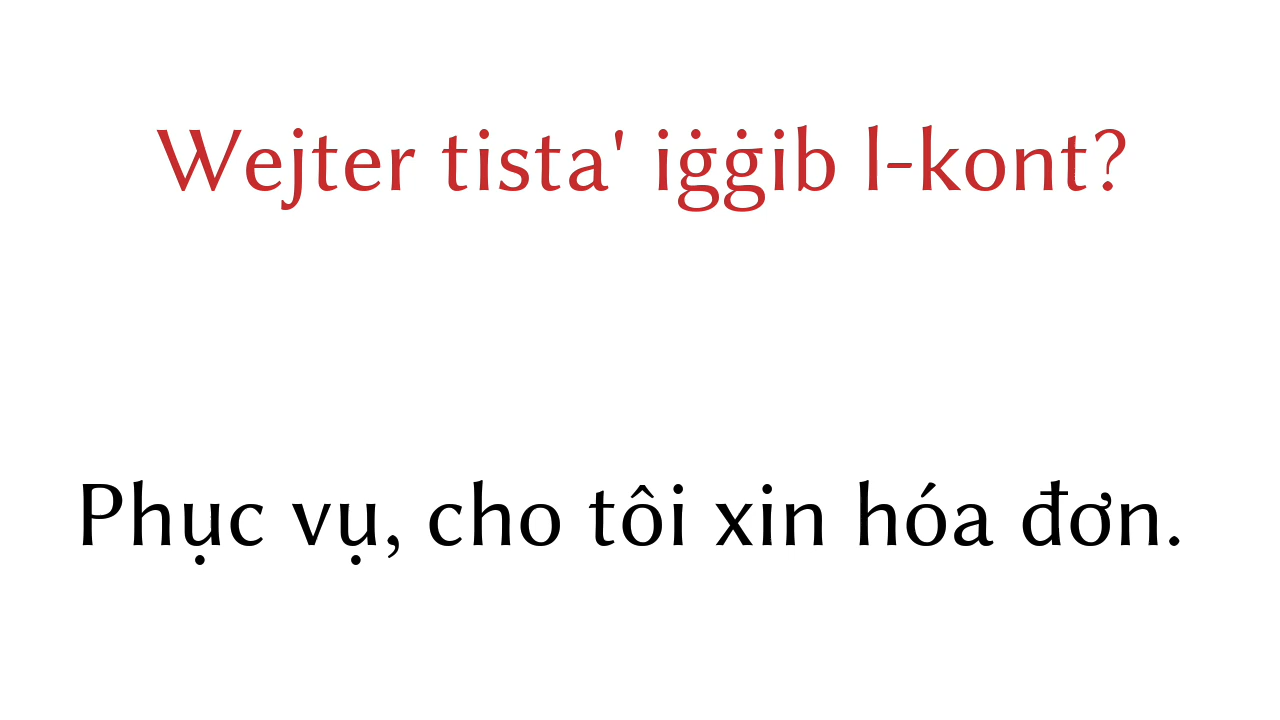 Wejter tista' iġġib l-kont?
Phục vụ, cho tôi xin hóa đơn.